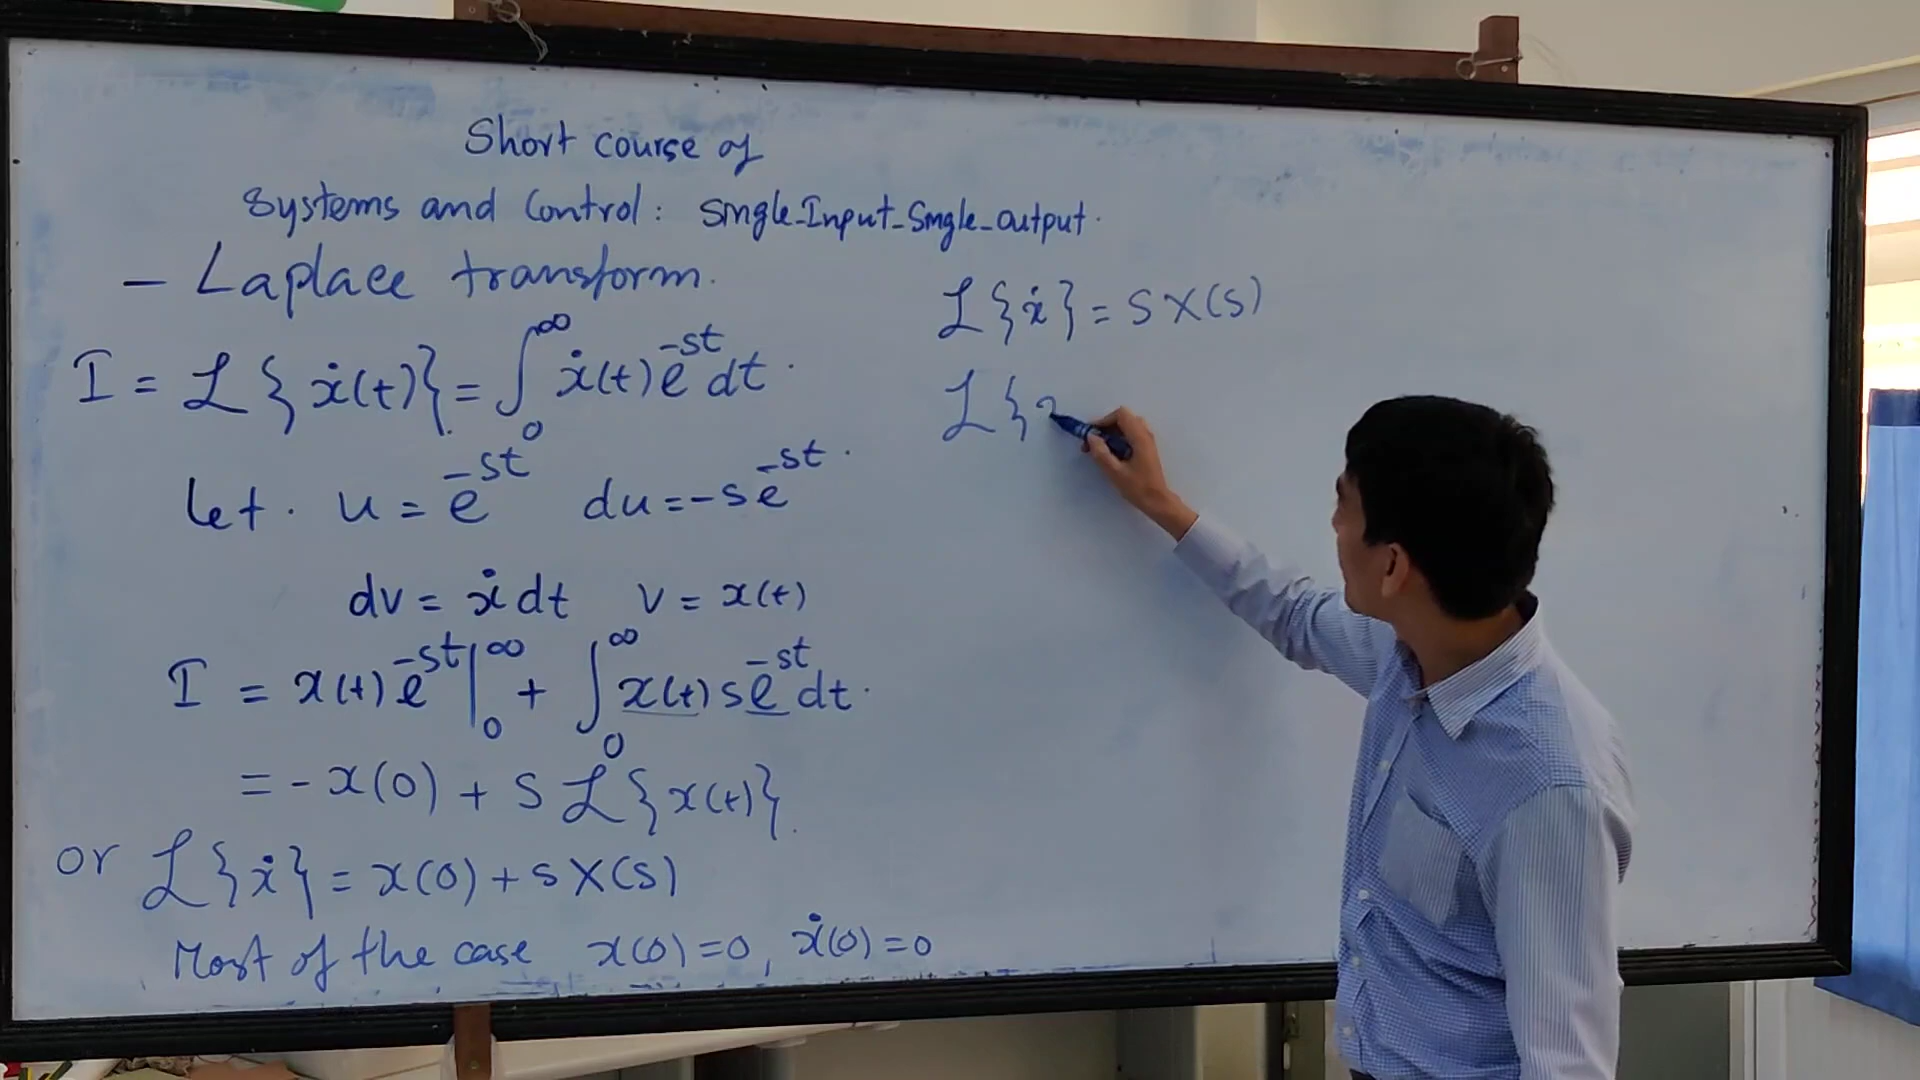 Short course of
Systems and Control: Single-Input-Single-output.
- Laplace transform.
I = ℒ{ẋ(t)} = ∫₀^∞ ẋ(t) e^{-st} dt.
let. u = e^{-st} du = -s e^{-st}.
dv = ẋ dt v = x(t)
I = x(t) e^{-st} |₀^∞ + ∫₀^∞ x(t) s e^{-st} dt.
= - x(0) + s ℒ{x(t)}.
or ℒ{ẋ} = x(0) + s X(s)
Most of the case x(0) = 0, ẋ(0) = 0
ℒ{ẋ} = s X(s)
ℒ{